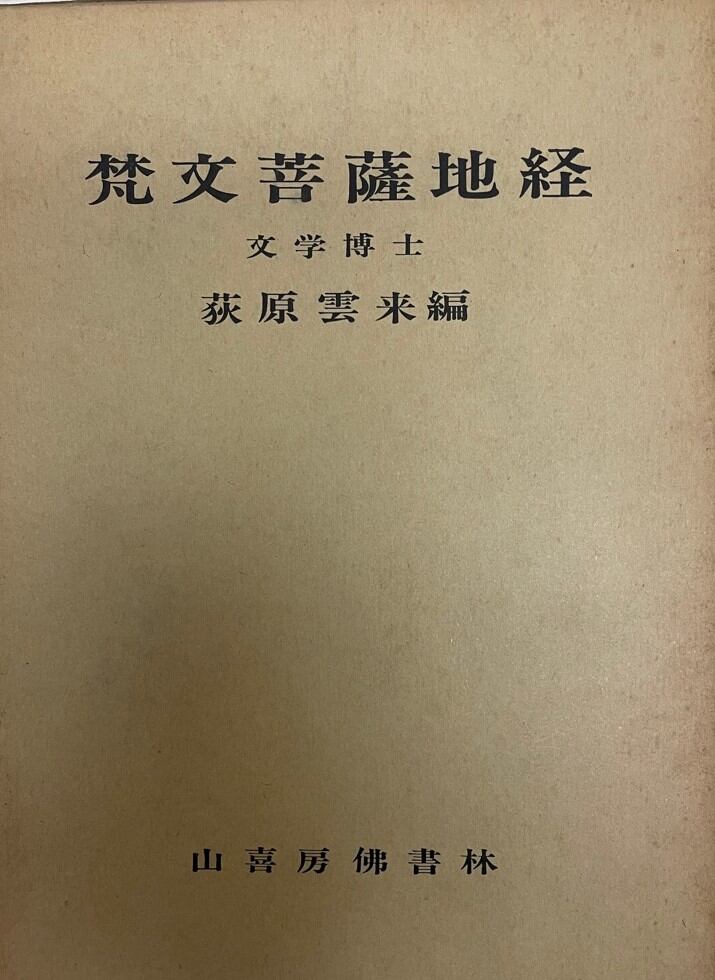 梵文菩薩地経
文学博士
荻原雲来編
山喜房佛書林